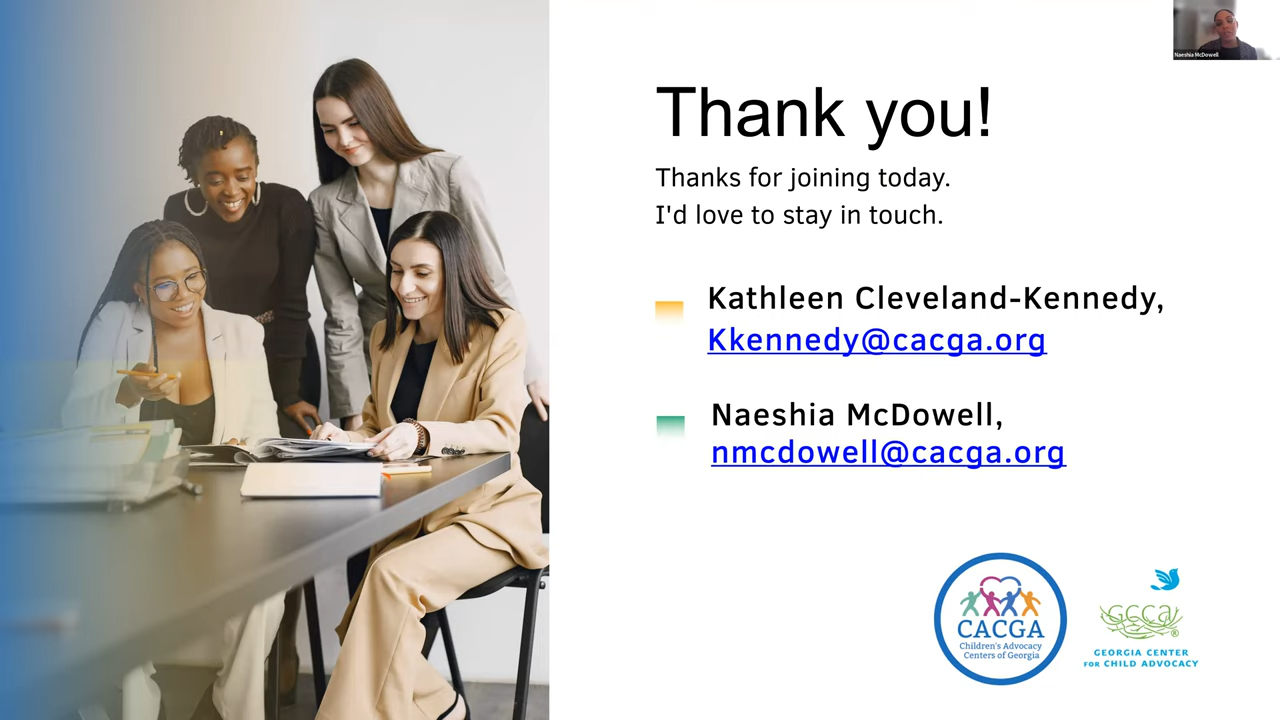 Naeshia McDowell
Thank you!
Thanks for joining today.
I'd love to stay in touch.
Kathleen Cleveland-Kennedy,
Kkennedy@cacga.org
Naeshia McDowell,
nmcdowell@cacga.org
CACGA
Children's Advocacy
Centers of Georgia
gcca®
GEORGIA CENTER
FOR CHILD ADVOCACY